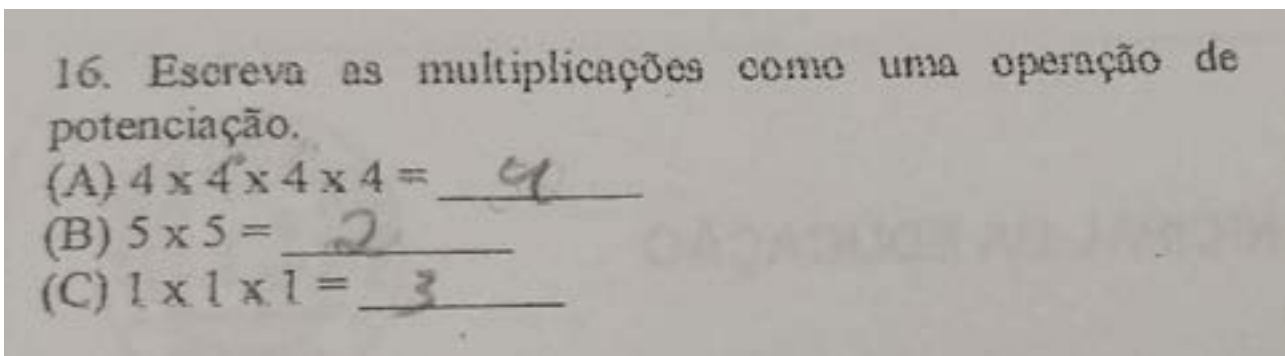 16. Escreva as multiplicações como uma operação de
potenciação.
(A) 4 x 4 x 4 x 4 = 4
(B) 5 x 5 = 2
(C) 1 x 1 x 1 = 3